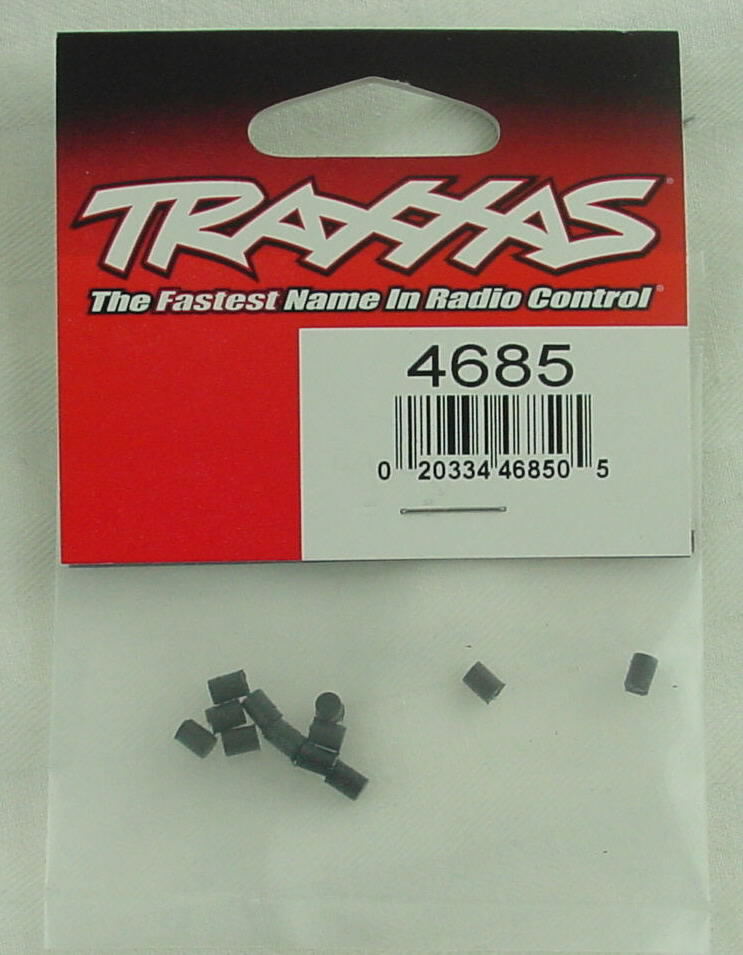 TRAXXAS®
The Fastest Name In Radio Control®
4685
0 20334 46850 5